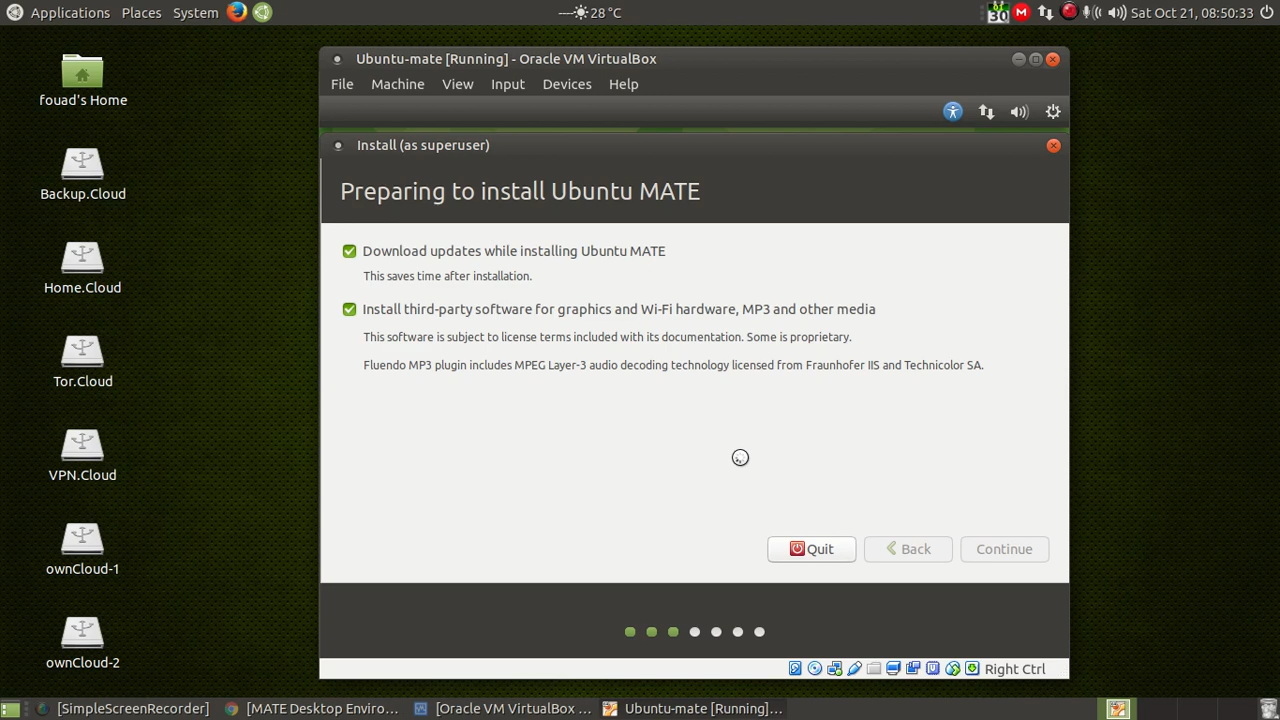 Applications Places System ----☀28 °C 30 M Sat Oct 21, 08:50:33
Ubuntu-mate [Running] - Oracle VM VirtualBox
File Machine View Input Devices Help
Install (as superuser)
Preparing to install Ubuntu MATE
Download updates while installing Ubuntu MATE
This saves time after installation.
Install third-party software for graphics and Wi-Fi hardware, MP3 and other media
This software is subject to license terms included with its documentation. Some is proprietary.
Fluendo MP3 plugin includes MPEG Layer-3 audio decoding technology licensed from Fraunhofer IIS and Technicolor SA.
Quit Back Continue
Right Ctrl
fouad's Home
Backup.Cloud
Home.Cloud
Tor.Cloud
VPN.Cloud
ownCloud-1
ownCloud-2
[SimpleScreenRecorder] [MATE Desktop Enviro... [Oracle VM VirtualBox ... Ubuntu-mate [Running]...